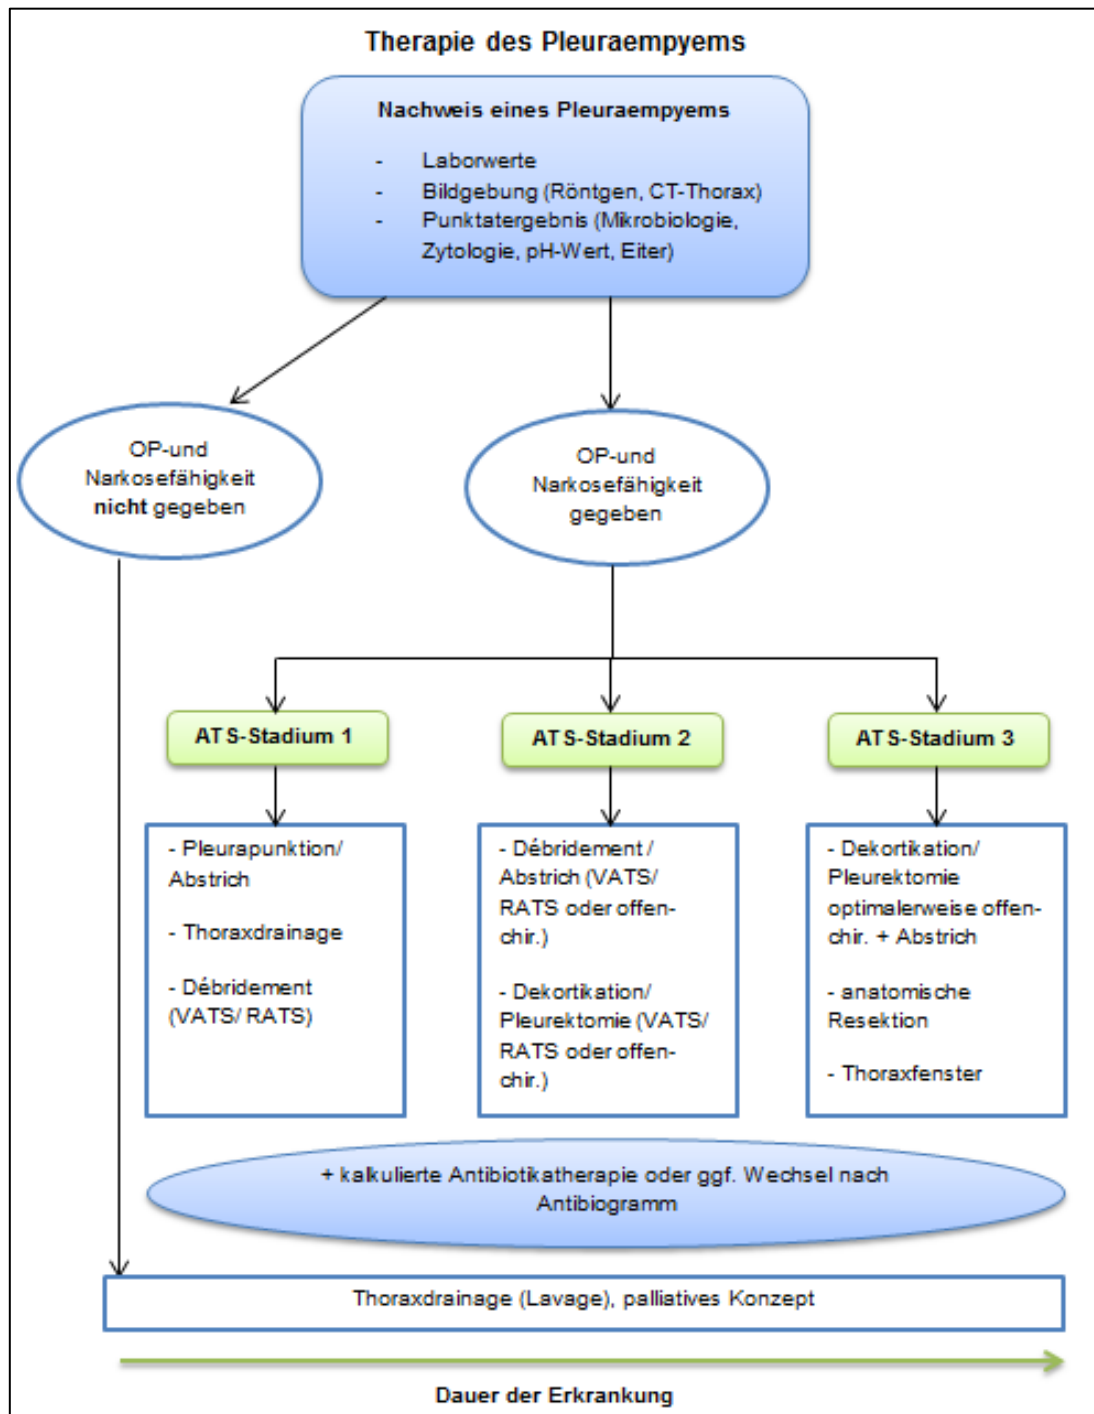 Therapie des Pleuraempyems
Nachweis eines Pleuraempyems
- Laborwerte
- Bildgebung (Röntgen, CT-Thorax)
- Punktatergebnis (Mikrobiologie,
Zytologie, pH-Wert, Eiter)
OP-und
Narkosefähigkeit
nicht gegeben
OP-und
Narkosefähigkeit
gegeben
ATS-Stadium 1
ATS-Stadium 2
ATS-Stadium 3
- Pleurapunktion/
Abstrich
- Thoraxdrainage
- Débridement
(VATS/ RATS)
- Débridement /
Abstrich (VATS/
RATS oder offen-
chir.)
- Dekortikation/
Pleurektomie (VATS/
RATS oder offen-
chir.)
- Dekortikation/
Pleurektomie
optimalerweise offen-
chir. + Abstrich
- anatomische
Resektion
- Thoraxfenster
+ kalkulierte Antibiotikatherapie oder ggf. Wechsel nach
Antibiogramm
Thoraxdrainage (Lavage), palliatives Konzept
Dauer der Erkrankung